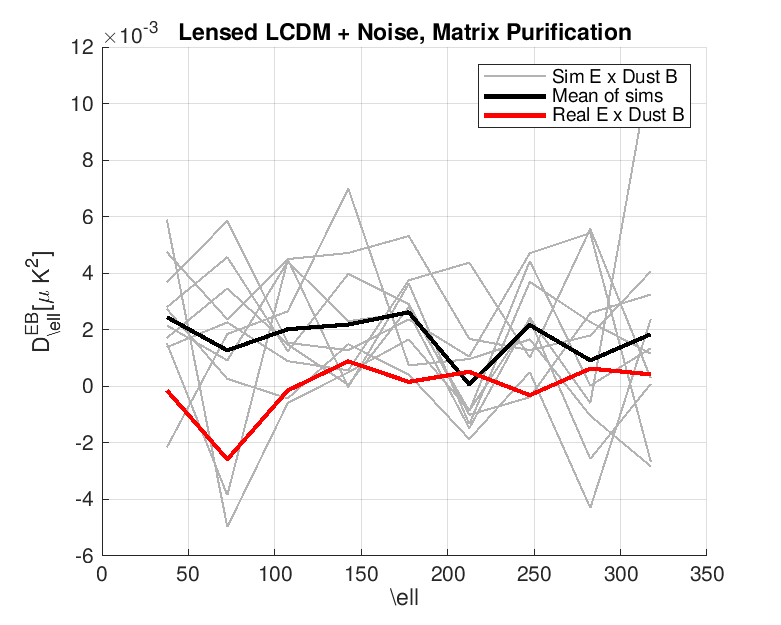 ×10⁻³
Lensed LCDM + Noise, Matrix Purification
Sim E x Dust B
Mean of sims
Real E x Dust B
D^{EB}_{\ell}[μ K²]
12
10
8
6
4
2
0
-2
-4
-6
0 50 100 150 200 250 300 350
\ell